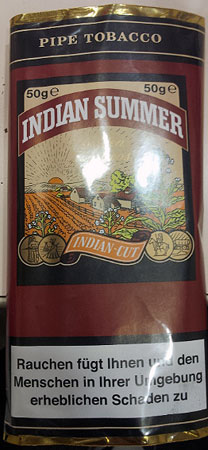 PIPE TOBACCO
50g℮ 50g℮
INDIAN SUMMER
INDIAN-CUT
Rauchen fügt Ihnen und den
Menschen in Ihrer Umgebung
erheblichen Schaden zu